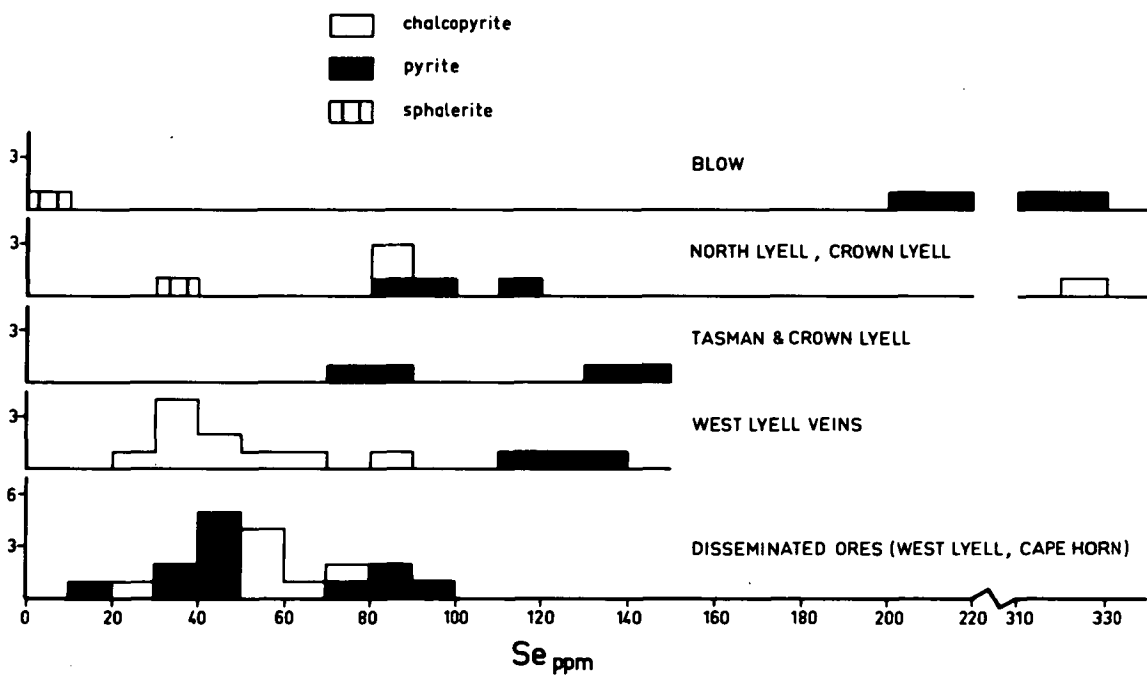 chalcopyrite
pyrite
sphalerite
3
BLOW
3
NORTH LYELL , CROWN LYELL
3
TASMAN & CROWN LYELL
3
WEST LYELL VEINS
6
3
DISSEMINATED ORES (WEST LYELL, CAPE HORN)
0 20 40 60 80 100 120 140 160 180 200 220 310 330
Se ppm